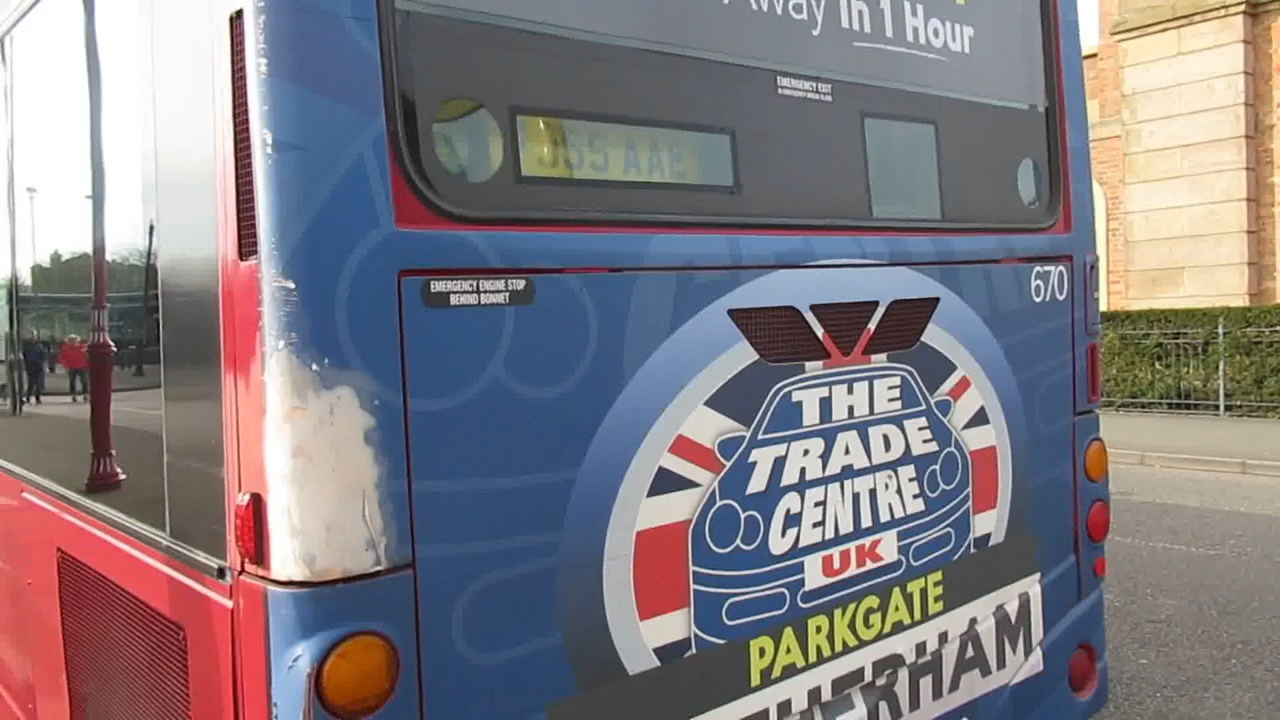 Away in 1 Hour
EMERGENCY EXIT
EMERGENCY ENGINE STOP
BEHIND BONNET
670
THE
TRADE
CENTRE
UK
PARKGATE